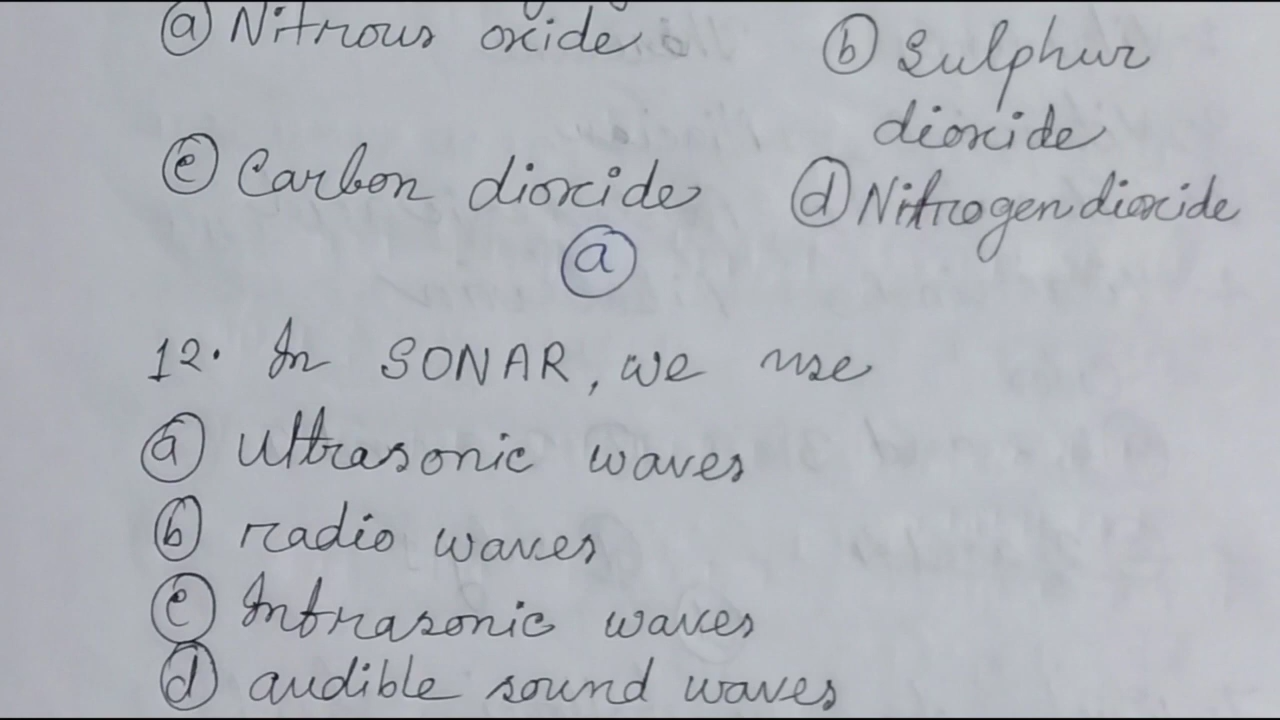 (a) Nitrous oxide (b) Sulphur
dioxide
(c) Carbon dioxide (d) Nitrogen dioxide
(a)
12. In SONAR, we use
(a) Ultrasonic waves
(b) radio waves
(c) Infrasonic waves
(d) audible sound waves